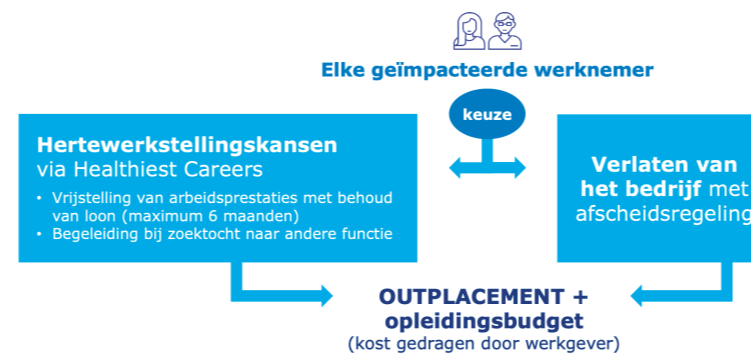 Elke geïmpacteerde werknemer
keuze
Hertewerkstellingskansen
via Healthiest Careers
• Vrijstelling van arbeidsprestaties met behoud
van loon (maximum 6 maanden)
• Begeleiding bij zoektocht naar andere functie
Verlaten van
het bedrijf met
afscheidsregeling
OUTPLACEMENT +
opleidingsbudget
(kost gedragen door werkgever)